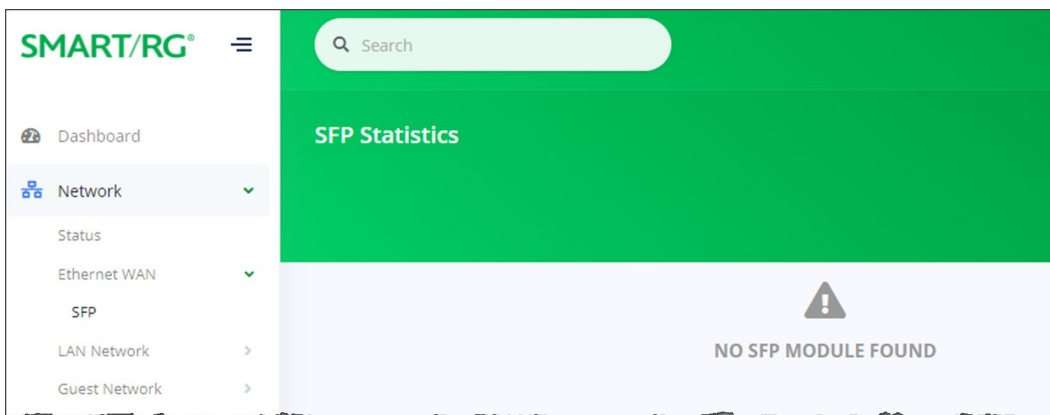 SMART/RG®
Search
Dashboard
SFP Statistics
Network
Status
Ethernet WAN
SFP
LAN Network
NO SFP MODULE FOUND
Guest Network